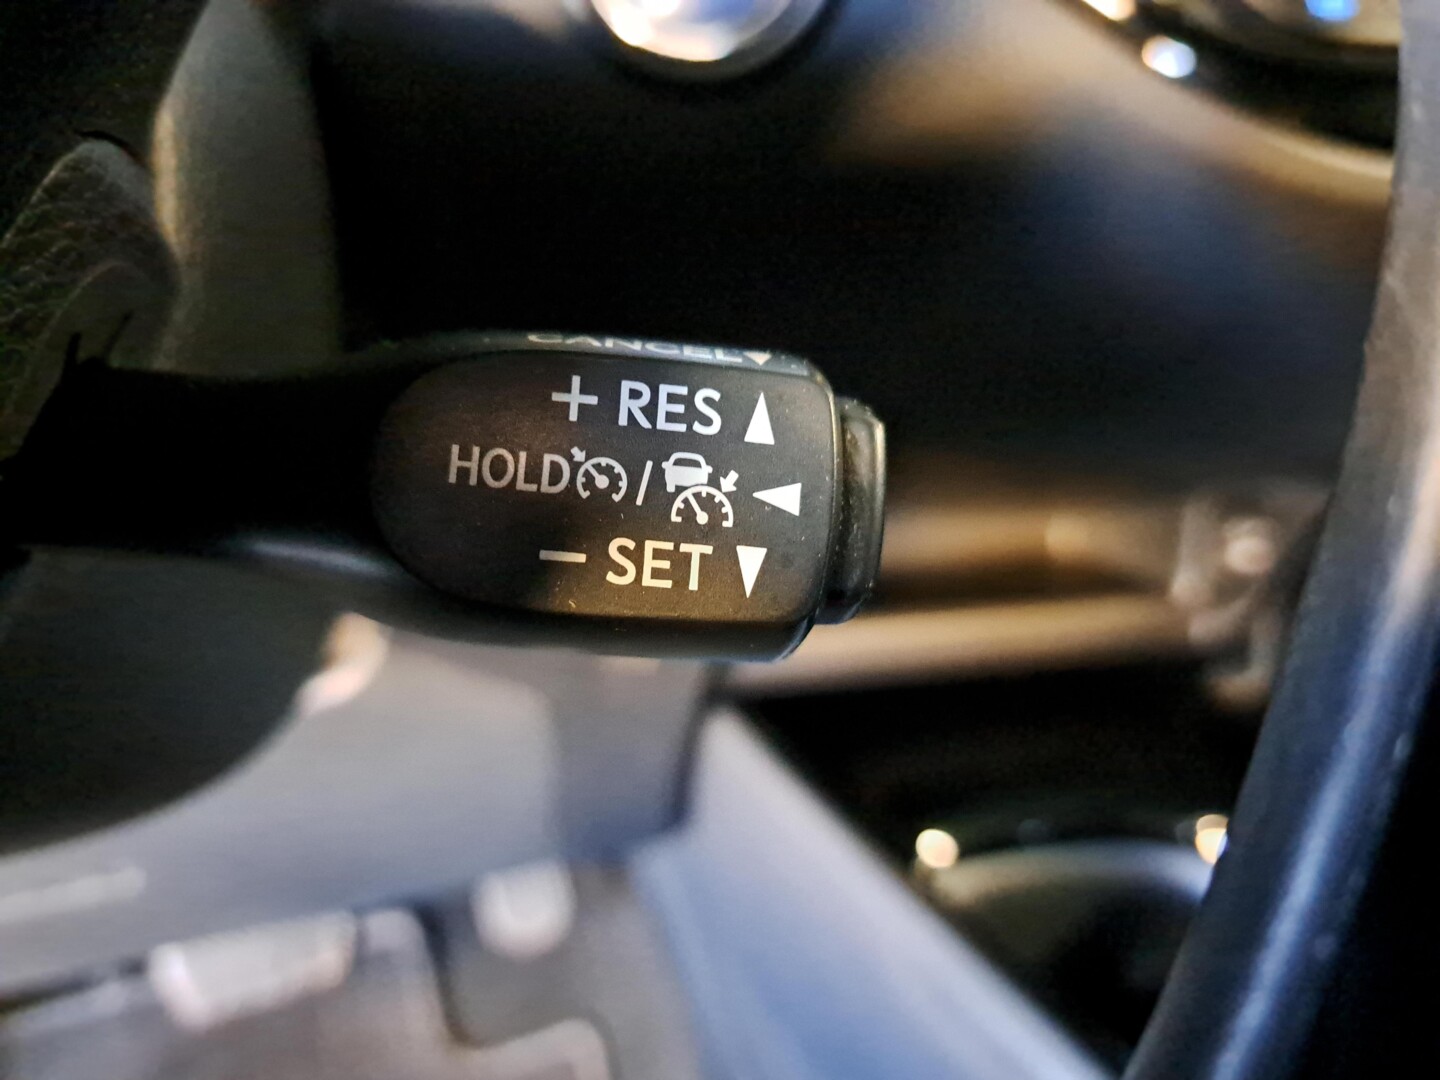 CANCEL▼
+ RES ▲
HOLD / ◀
− SET ▼